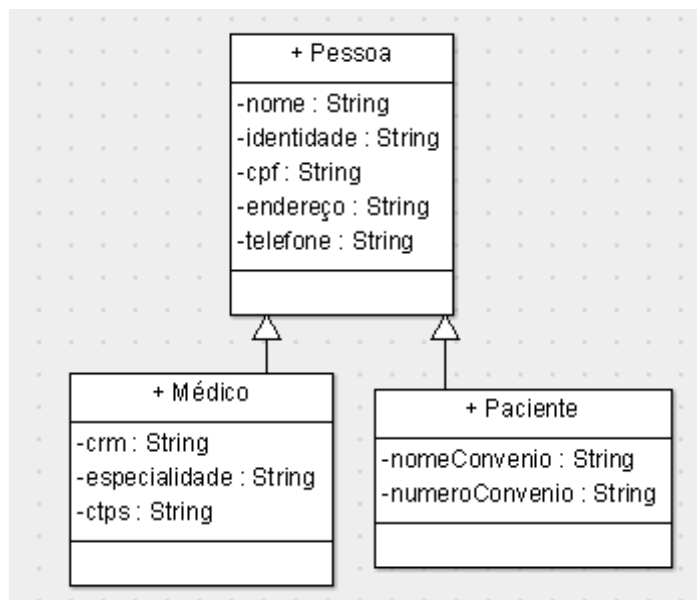 + Pessoa
-nome : String
-identidade : String
-cpf : String
-endereço : String
-telefone : String
+ Médico
-crm : String
-especialidade : String
-ctps : String
+ Paciente
-nomeConvenio : String
-numeroConvenio : String